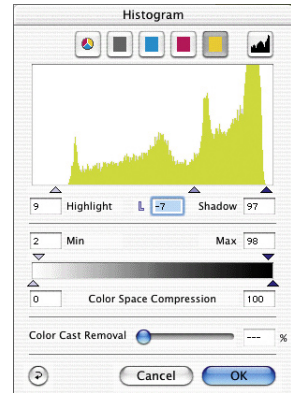 Histogram
9 Highlight L -7 Shadow 97
2 Min Max 98
0 Color Space Compression 100
Color Cast Removal --- %
Cancel OK